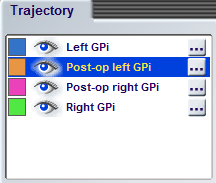 Trajectory
Left GPi
...
Post-op left GPi
...
Post-op right GPi
...
Right GPi
...